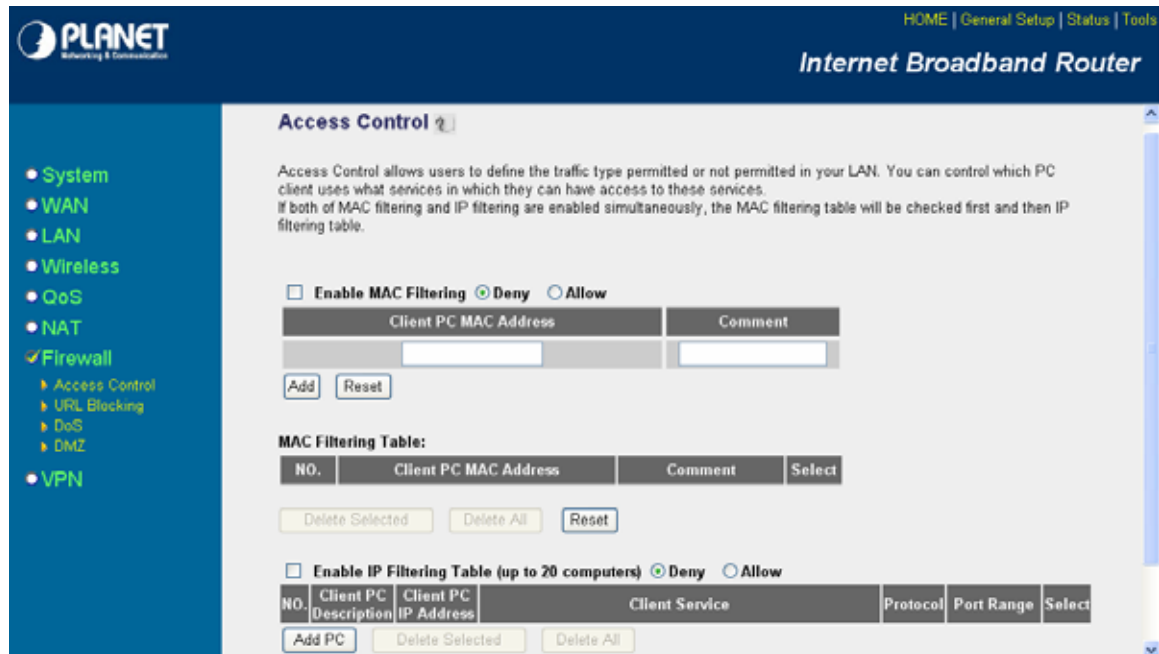 PLANET
Networking & Communication
HOME | General Setup | Status | Tools
Internet Broadband Router
System
WAN
LAN
Wireless
QoS
NAT
Firewall
Access Control
URL Blocking
DoS
DMZ
VPN
Access Control
Access Control allows users to define the traffic type permitted or not permitted in your LAN. You can control which PC
client uses what services in which they can have access to these services.
If both of MAC filtering and IP filtering are enabled simultaneously, the MAC filtering table will be checked first and then IP
filtering table.
Enable MAC Filtering Deny Allow
Client PC MAC Address Comment
Add Reset
MAC Filtering Table:
NO. Client PC MAC Address Comment Select
Delete Selected Delete All Reset
Enable IP Filtering Table (up to 20 computers) Deny Allow
NO. Client PC Description Client PC IP Address Client Service Protocol Port Range Select
Add PC Delete Selected Delete All